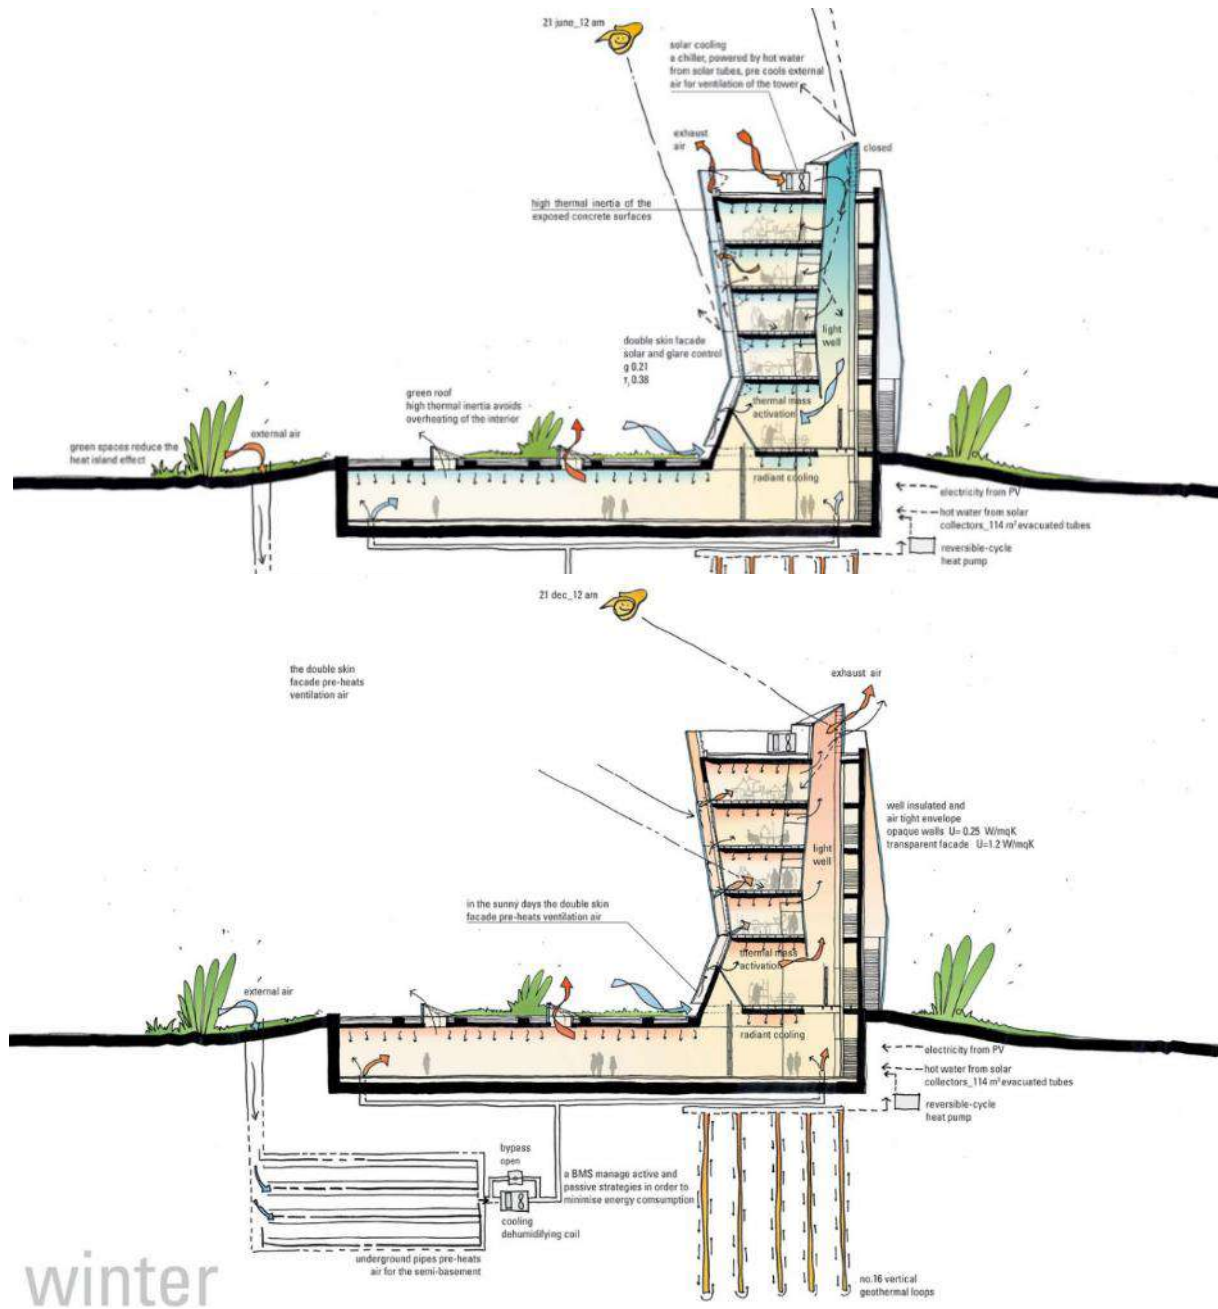 21 june_12 am
solar cooling
a chiller, powered by hot water
from solar tubes, pre cools external
air for ventilation of the tower
exhaust
air
closed
high thermal inertia of the
exposed concrete surfaces
light
well
double skin facade
solar and glare control
g 0.21
τ, 0.38
thermal mass
activation
green roof
high thermal inertia avoids
overheating of the interior
external air
green spaces reduce the
heat island effect
radiant cooling
electricity from PV
hot water from solar
collectors_114 m² evacuated tubes
reversible-cycle
heat pump
21 dec_12 am
the double skin
facade pre-heats
ventilation air
exhaust air
well insulated and
air tight envelope
opaque walls U= 0.25 W/mqK
transparent facade U=1.2 W/mqK
light
well
in the sunny days the double skin
facade pre-heats ventilation air
thermal mass
activation
external air
radiant cooling
electricity from PV
hot water from solar
collectors_114 m² evacuated tubes
reversible-cycle
heat pump
bypass
open
a BMS manage active and
passive strategies in order to
minimise energy comsumption
cooling
dehumidifying coil
underground pipes pre-heats
air for the semi-basement
no.16 vertical
geothermal loops
winter